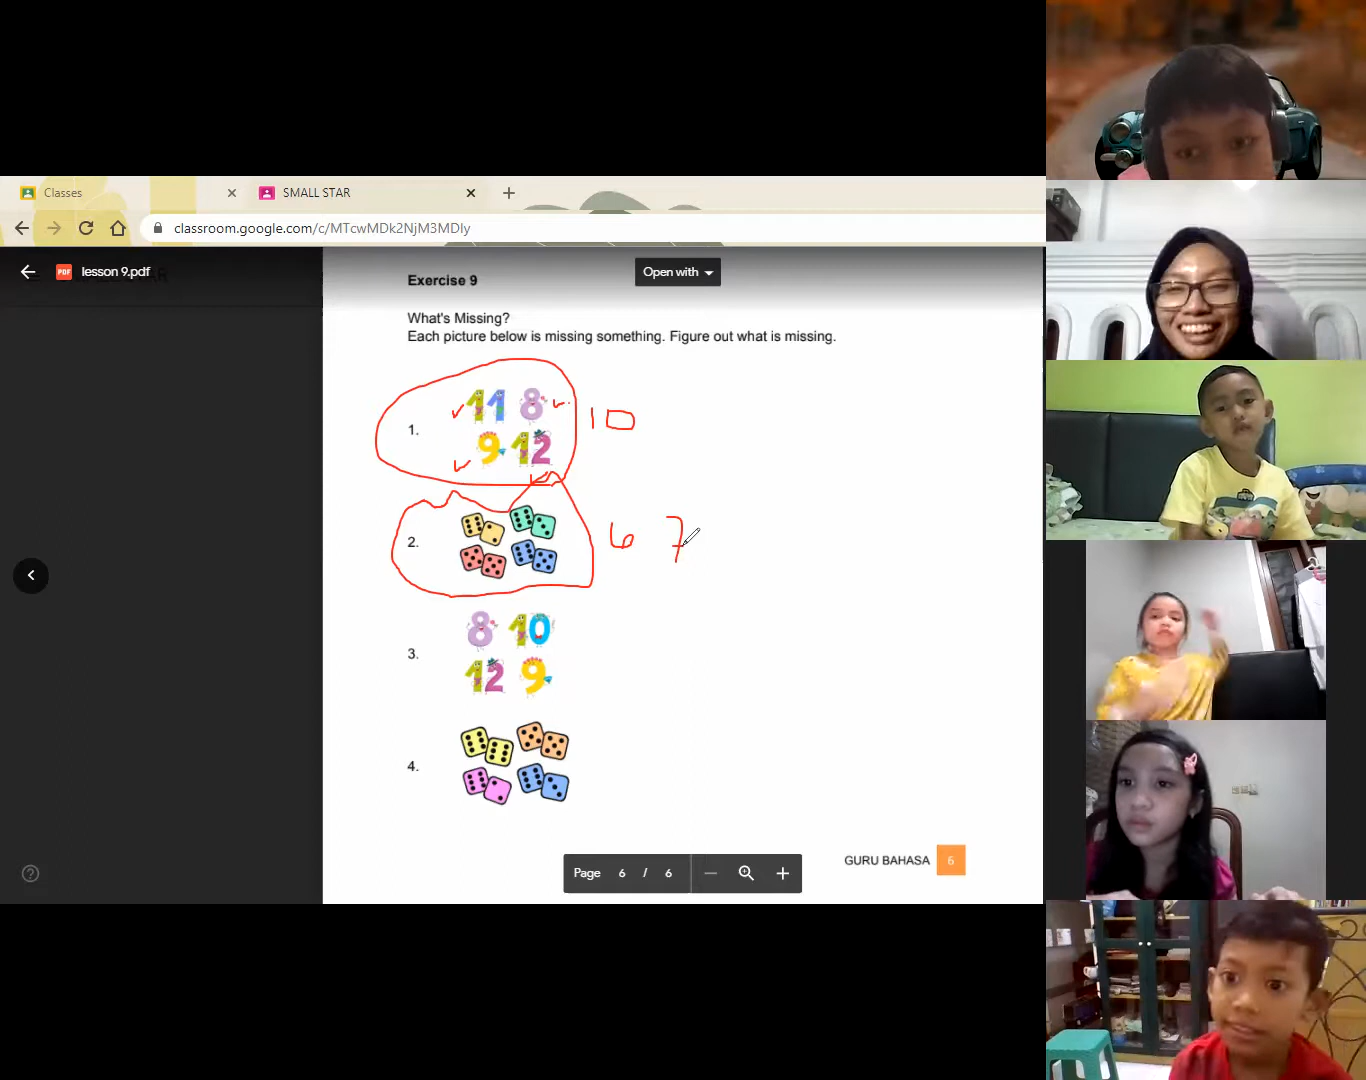 Classes
SMALL STAR
classroom.google.com/c/MTcwMDk2NjM3MDIy
PDF lesson 9.pdf
Open with
Exercise 9
What's Missing?
Each picture below is missing something. Figure out what is missing.
1. 11 8 10
9 12
2. 6 7
3. 8 10
12 9
4.
GURU BAHASA 6
Page 6 / 6